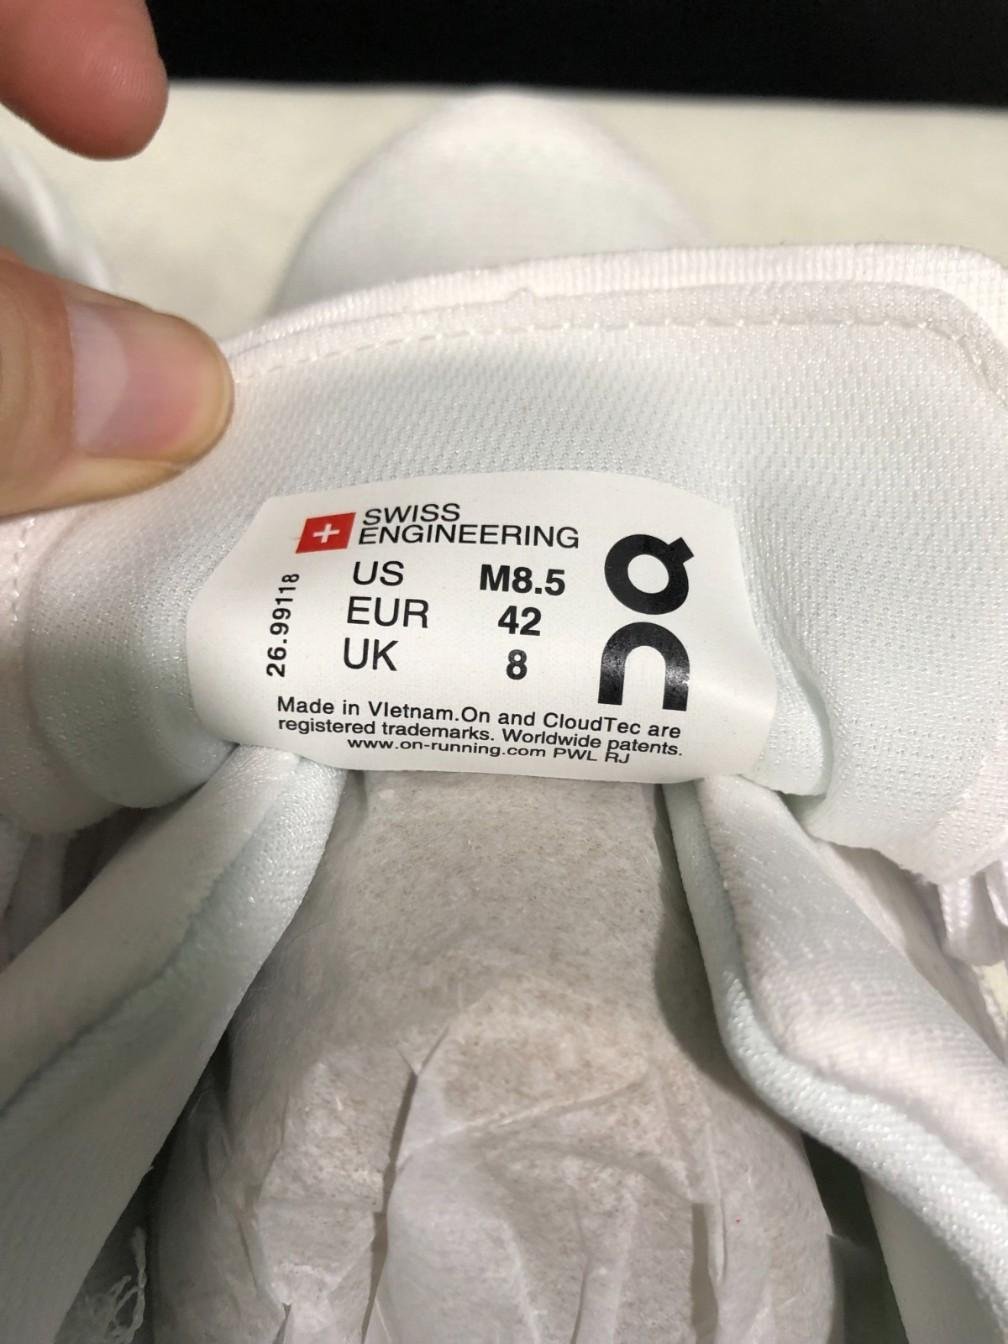 SWISS
ENGINEERING
US M8.5
EUR 42
UK 8
26.99118
On
Made in VIetnam.On and CloudTec are
registered trademarks. Worldwide patents.
www.on-running.com PWL RJ